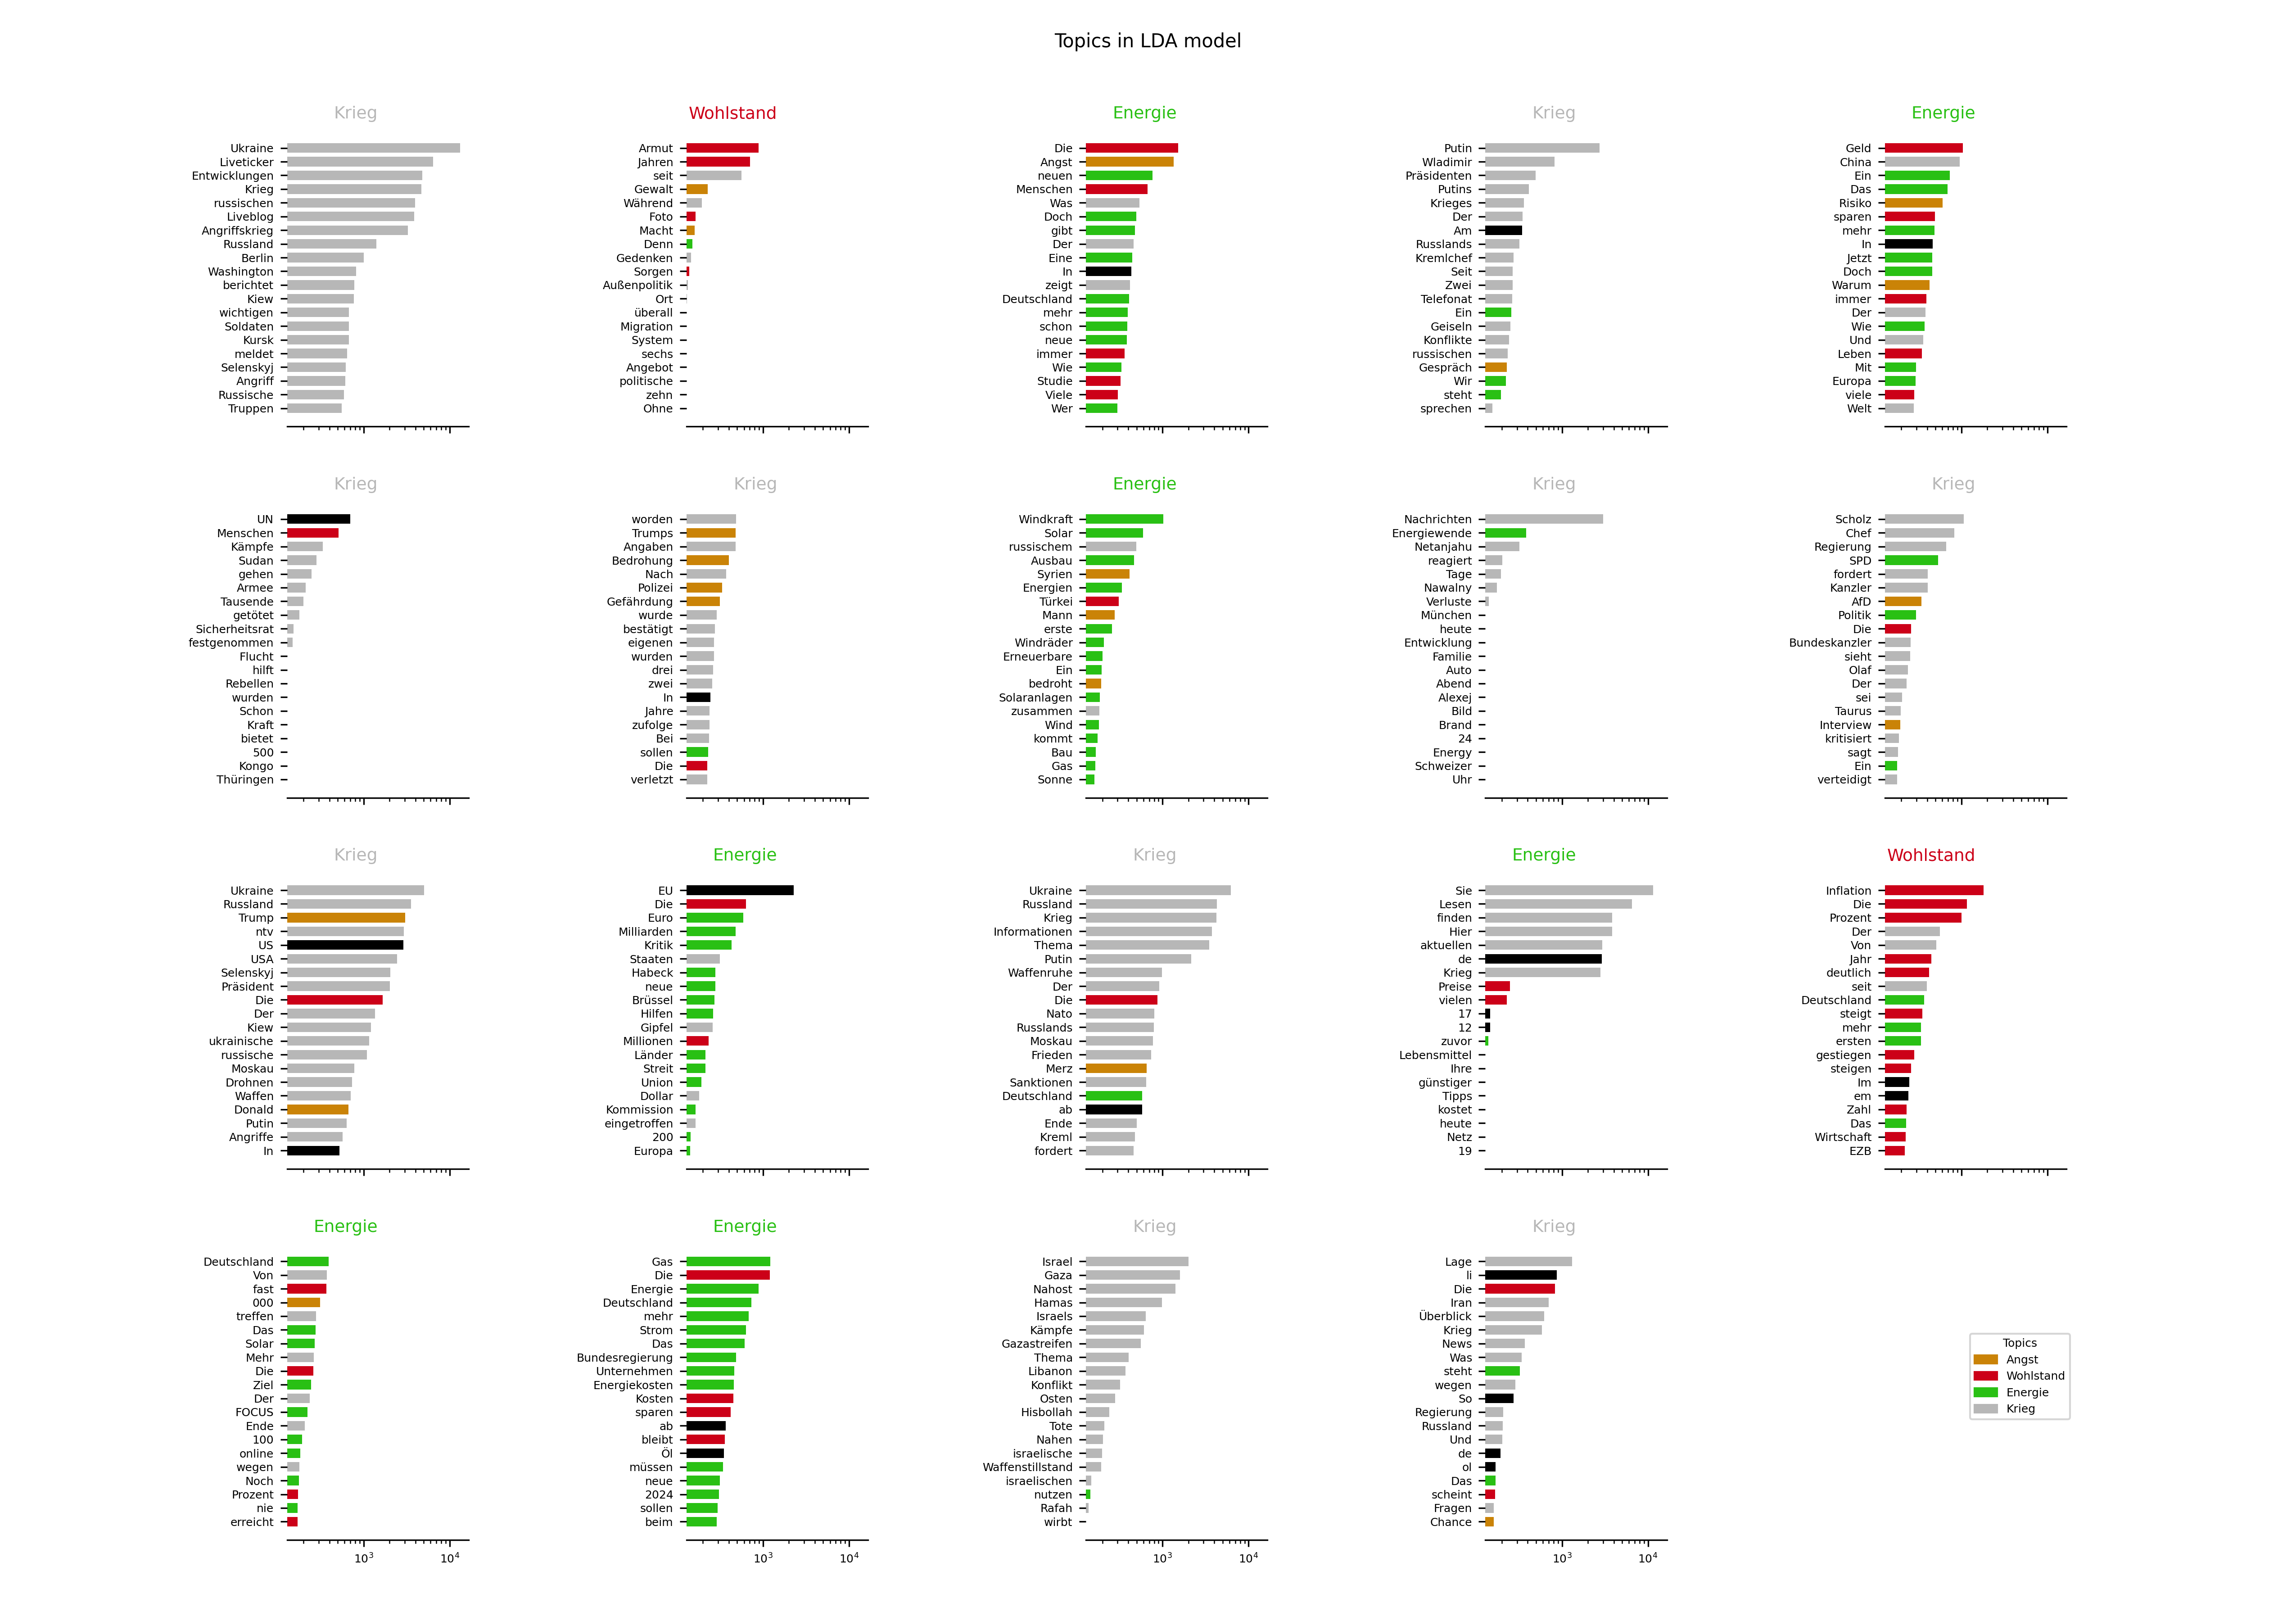 Topics in LDA model
Krieg
Ukraine
Liveticker
Entwicklungen
Krieg
russischen
Liveblog
Angriffskrieg
Russland
Berlin
Washington
berichtet
Kiew
wichtigen
Soldaten
Kursk
meldet
Selenskyj
Angriff
Russische
Truppen
Wohlstand
Armut
Jahren
seit
Gewalt
Während
Foto
Macht
Denn
Gedenken
Sorgen
Außenpolitik
Ort
überall
Migration
System
sechs
Angebot
politische
zehn
Ohne
Energie
Die
Angst
neuen
Menschen
Was
Doch
gibt
Der
Eine
In
zeigt
Deutschland
mehr
schon
neue
immer
Wie
Studie
Viele
Wer
Krieg
Putin
Wladimir
Präsidenten
Putins
Krieges
Der
Am
Russlands
Kremlchef
Seit
Zwei
Telefonat
Ein
Geiseln
Konflikte
russischen
Gespräch
Wir
steht
sprechen
Energie
Geld
China
Ein
Das
Risiko
sparen
mehr
In
Jetzt
Doch
Warum
immer
Der
Wie
Und
Leben
Mit
Europa
viele
Welt
Krieg
UN
Menschen
Kämpfe
Sudan
gehen
Armee
Tausende
getötet
Sicherheitsrat
festgenommen
Flucht
hilft
Rebellen
wurden
Schon
Kraft
bietet
500
Kongo
Thüringen
Krieg
worden
Trumps
Angaben
Bedrohung
Nach
Polizei
Gefährdung
wurde
bestätigt
eigenen
wurden
drei
zwei
In
Jahre
zufolge
Bei
sollen
Die
verletzt
Energie
Windkraft
Solar
russischem
Ausbau
Syrien
Energien
Türkei
Mann
erste
Windräder
Erneuerbare
Ein
bedroht
Solaranlagen
zusammen
Wind
kommt
Bau
Gas
Sonne
Krieg
Nachrichten
Energiewende
Netanjahu
reagiert
Tage
Nawalny
Verluste
München
heute
Entwicklung
Familie
Auto
Abend
Alexej
Bild
Brand
24
Energy
Schweizer
Uhr
Krieg
Scholz
Chef
Regierung
SPD
fordert
Kanzler
AfD
Politik
Die
Bundeskanzler
sieht
Olaf
Der
sei
Taurus
Interview
kritisiert
sagt
Ein
verteidigt
Krieg
Ukraine
Russland
Trump
ntv
US
USA
Selenskyj
Präsident
Die
Der
Kiew
ukrainische
russische
Moskau
Drohnen
Waffen
Donald
Putin
Angriffe
In
Energie
EU
Die
Euro
Milliarden
Kritik
Staaten
Habeck
neue
Brüssel
Hilfen
Gipfel
Millionen
Länder
Streit
Union
Dollar
Kommission
eingetroffen
200
Europa
Krieg
Ukraine
Russland
Krieg
Informationen
Thema
Putin
Waffenruhe
Der
Die
Nato
Russlands
Moskau
Frieden
Merz
Sanktionen
Deutschland
ab
Ende
Kreml
fordert
Energie
Sie
Lesen
finden
Hier
aktuellen
de
Krieg
Preise
vielen
17
12
zuvor
Lebensmittel
Ihre
günstiger
Tipps
kostet
heute
Netz
19
Wohlstand
Inflation
Die
Prozent
Der
Von
Jahr
deutlich
seit
Deutschland
steigt
mehr
ersten
gestiegen
steigen
Im
em
Zahl
Das
Wirtschaft
EZB
Energie
Deutschland
Von
fast
000
treffen
Das
Solar
Mehr
Die
Ziel
Der
FOCUS
Ende
100
online
wegen
Noch
Prozent
nie
erreicht
10³ 10⁴
Energie
Gas
Die
Energie
Deutschland
mehr
Strom
Das
Bundesregierung
Unternehmen
Energiekosten
Kosten
sparen
ab
bleibt
Öl
müssen
neue
2024
sollen
beim
10³ 10⁴
Krieg
Israel
Gaza
Nahost
Hamas
Israels
Kämpfe
Gazastreifen
Thema
Libanon
Konflikt
Osten
Hisbollah
Tote
Nahen
israelische
Waffenstillstand
israelischen
nutzen
Rafah
wirbt
10³ 10⁴
Krieg
Lage
li
Die
Iran
Überblick
Krieg
News
Was
steht
wegen
So
Regierung
Russland
Und
de
ol
Das
scheint
Fragen
Chance
10³ 10⁴
Topics
Angst
Wohlstand
Energie
Krieg